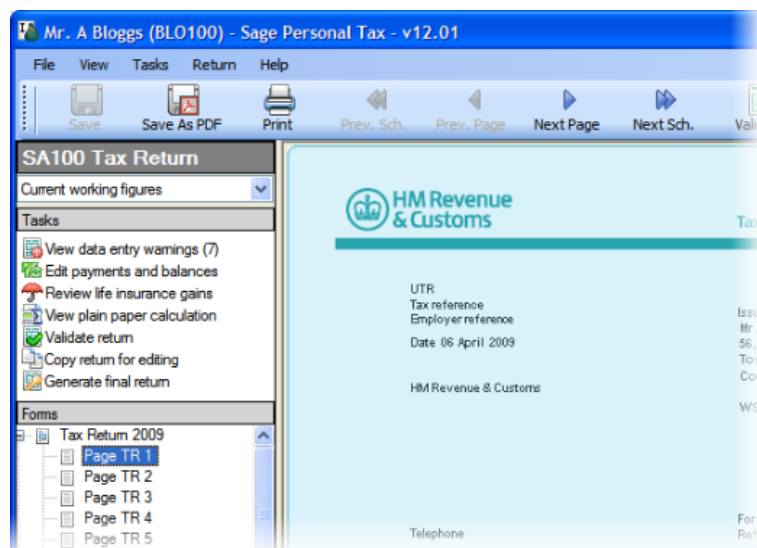 Mr. A Bloggs (BLO100) - Sage Personal Tax - v12.01
File View Tasks Return Help
Save Save As PDF Print Prev. Sch. Prev. Page Next Page Next Sch.
SA100 Tax Return
Current working figures
Tasks
View data entry warnings (7)
Edit payments and balances
Review life insurance gains
View plain paper calculation
Validate return
Copy return for editing
Generate final return
Forms
Tax Return 2009
Page TR 1
Page TR 2
Page TR 3
Page TR 4
Page TR 5
HM Revenue
& Customs
UTR
Tax reference
Employer reference
Date 06 April 2009
HM Revenue & Customs
Telephone
Mr.
56,
For